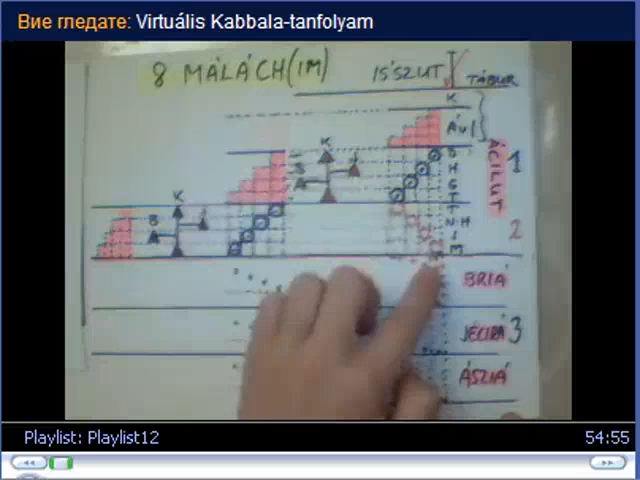 Вие гледате: Virtuális Kabbala-tanfolyam
8 MÁLÁCH(IM)
IS'SZUT
TÁBUR
K
ÁVI
K
B
J
K
B
J
ÁCILUT
1
2
BRIÁ
JECIRÁ 3
ÁSZIÁ
Playlist: Playlist12
54:55